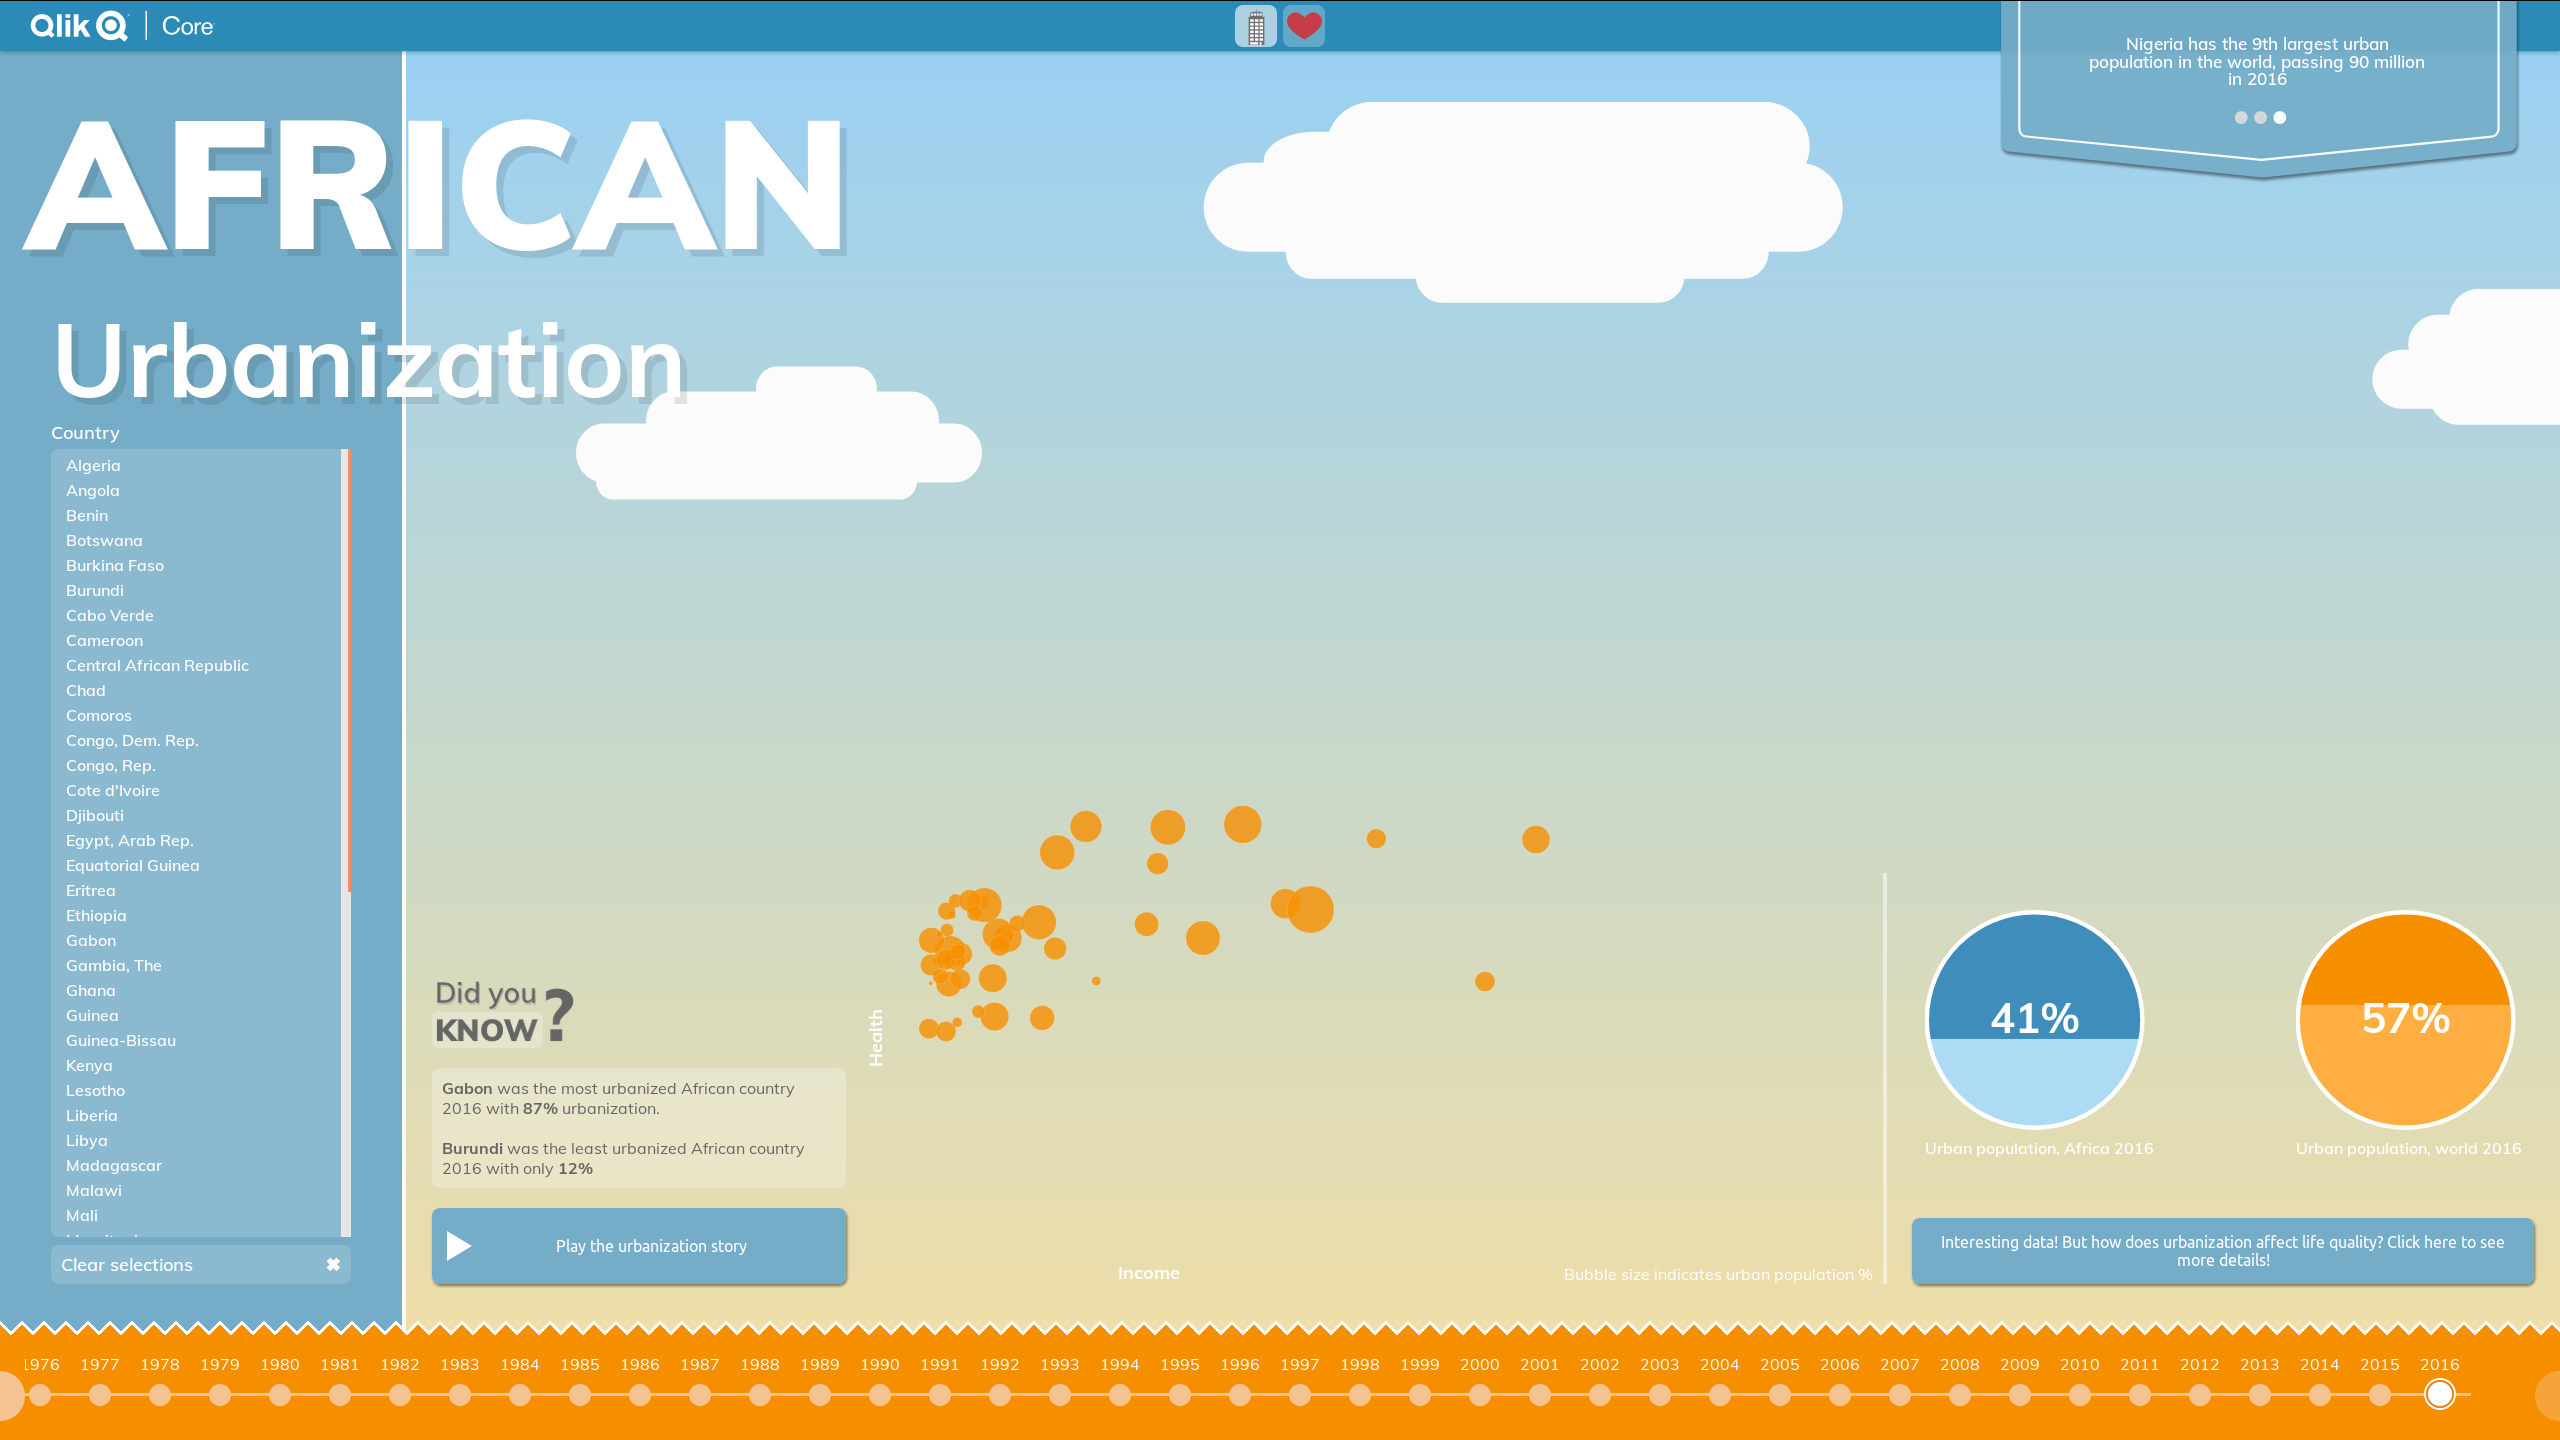 Qlik Core
Nigeria has the 9th largest urban
population in the world, passing 90 million
in 2016
AFRICAN
Urbanization
Country
Algeria
Angola
Benin
Botswana
Burkina Faso
Burundi
Cabo Verde
Cameroon
Central African Republic
Chad
Comoros
Congo, Dem. Rep.
Congo, Rep.
Cote d'Ivoire
Djibouti
Egypt, Arab Rep.
Equatorial Guinea
Eritrea
Ethiopia
Gabon
Gambia, The
Ghana
Guinea
Guinea-Bissau
Kenya
Lesotho
Liberia
Libya
Madagascar
Malawi
Mali
Clear selections
Did you
KNOW?
Gabon was the most urbanized African country
2016 with 87% urbanization.
Burundi was the least urbanized African country
2016 with only 12%
Play the urbanization story
Health
Income
Bubble size indicates urban population %
41%
Urban population, Africa 2016
57%
Urban population, world 2016
Interesting data! But how does urbanization affect life quality? Click here to see
more details!
1976 1977 1978 1979 1980 1981 1982 1983 1984 1985 1986 1987 1988 1989 1990 1991 1992 1993 1994 1995 1996 1997 1998 1999 2000 2001 2002 2003 2004 2005 2006 2007 2008 2009 2010 2011 2012 2013 2014 2015 2016